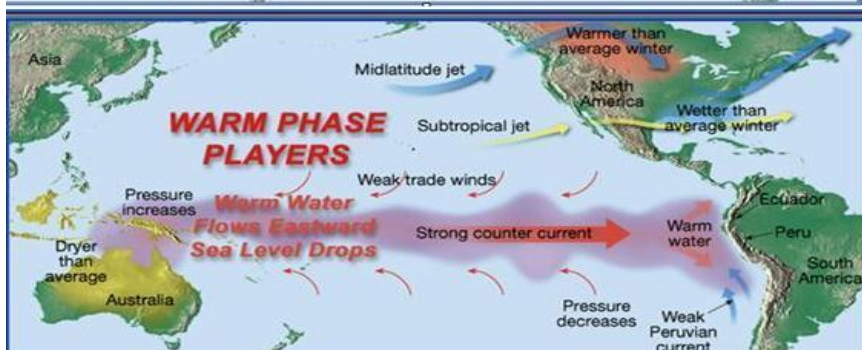 Asia
Midlatitude jet
Warmer than
average winter
North
America
Wetter than
average winter
Subtropical jet
WARM PHASE
PLAYERS
Weak trade winds
Pressure
increases
Warm Water
Flows Eastward
Sea Level Drops
Strong counter current
Warm
water
Ecuador
Peru
South
America
Dryer
than
average
Australia
Pressure
decreases
Weak
Peruvian
current